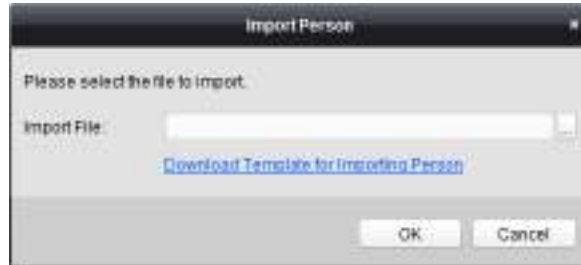 Import Person
Please select the file to import.
Import File:
...
Download Template for Importing Person
OK
Cancel